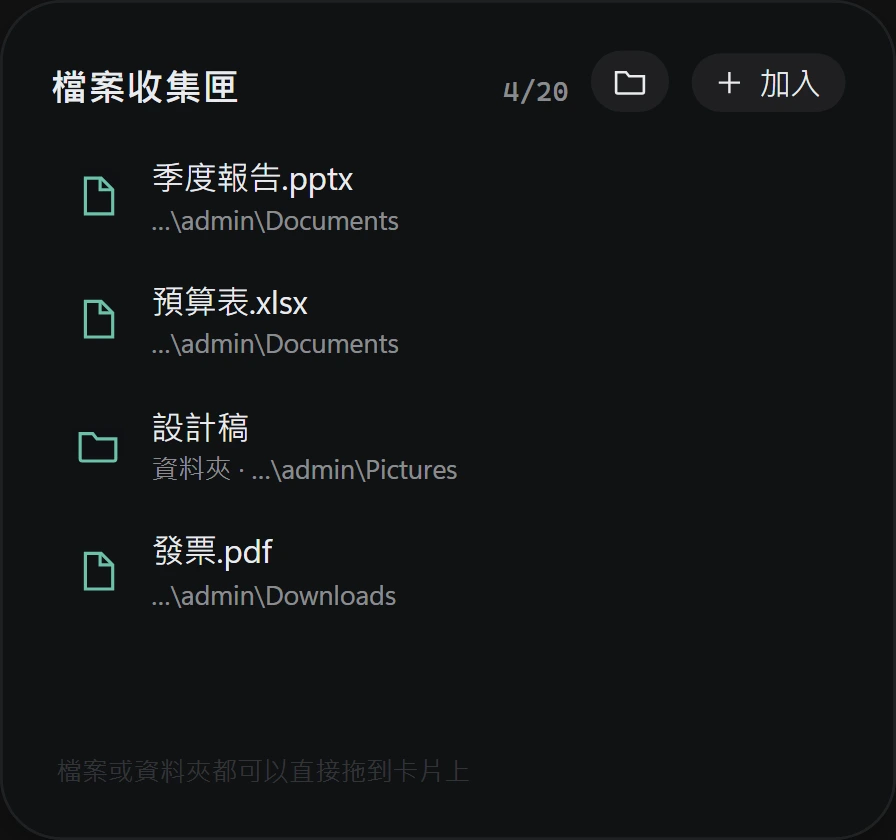 檔案收集匣
4/20
加入
季度報告.pptx
...\admin\Documents
預算表.xlsx
...\admin\Documents
設計稿
資料夾 · ...\admin\Pictures
發票.pdf
...\admin\Downloads
檔案或資料夾都可以直接拖到卡片上